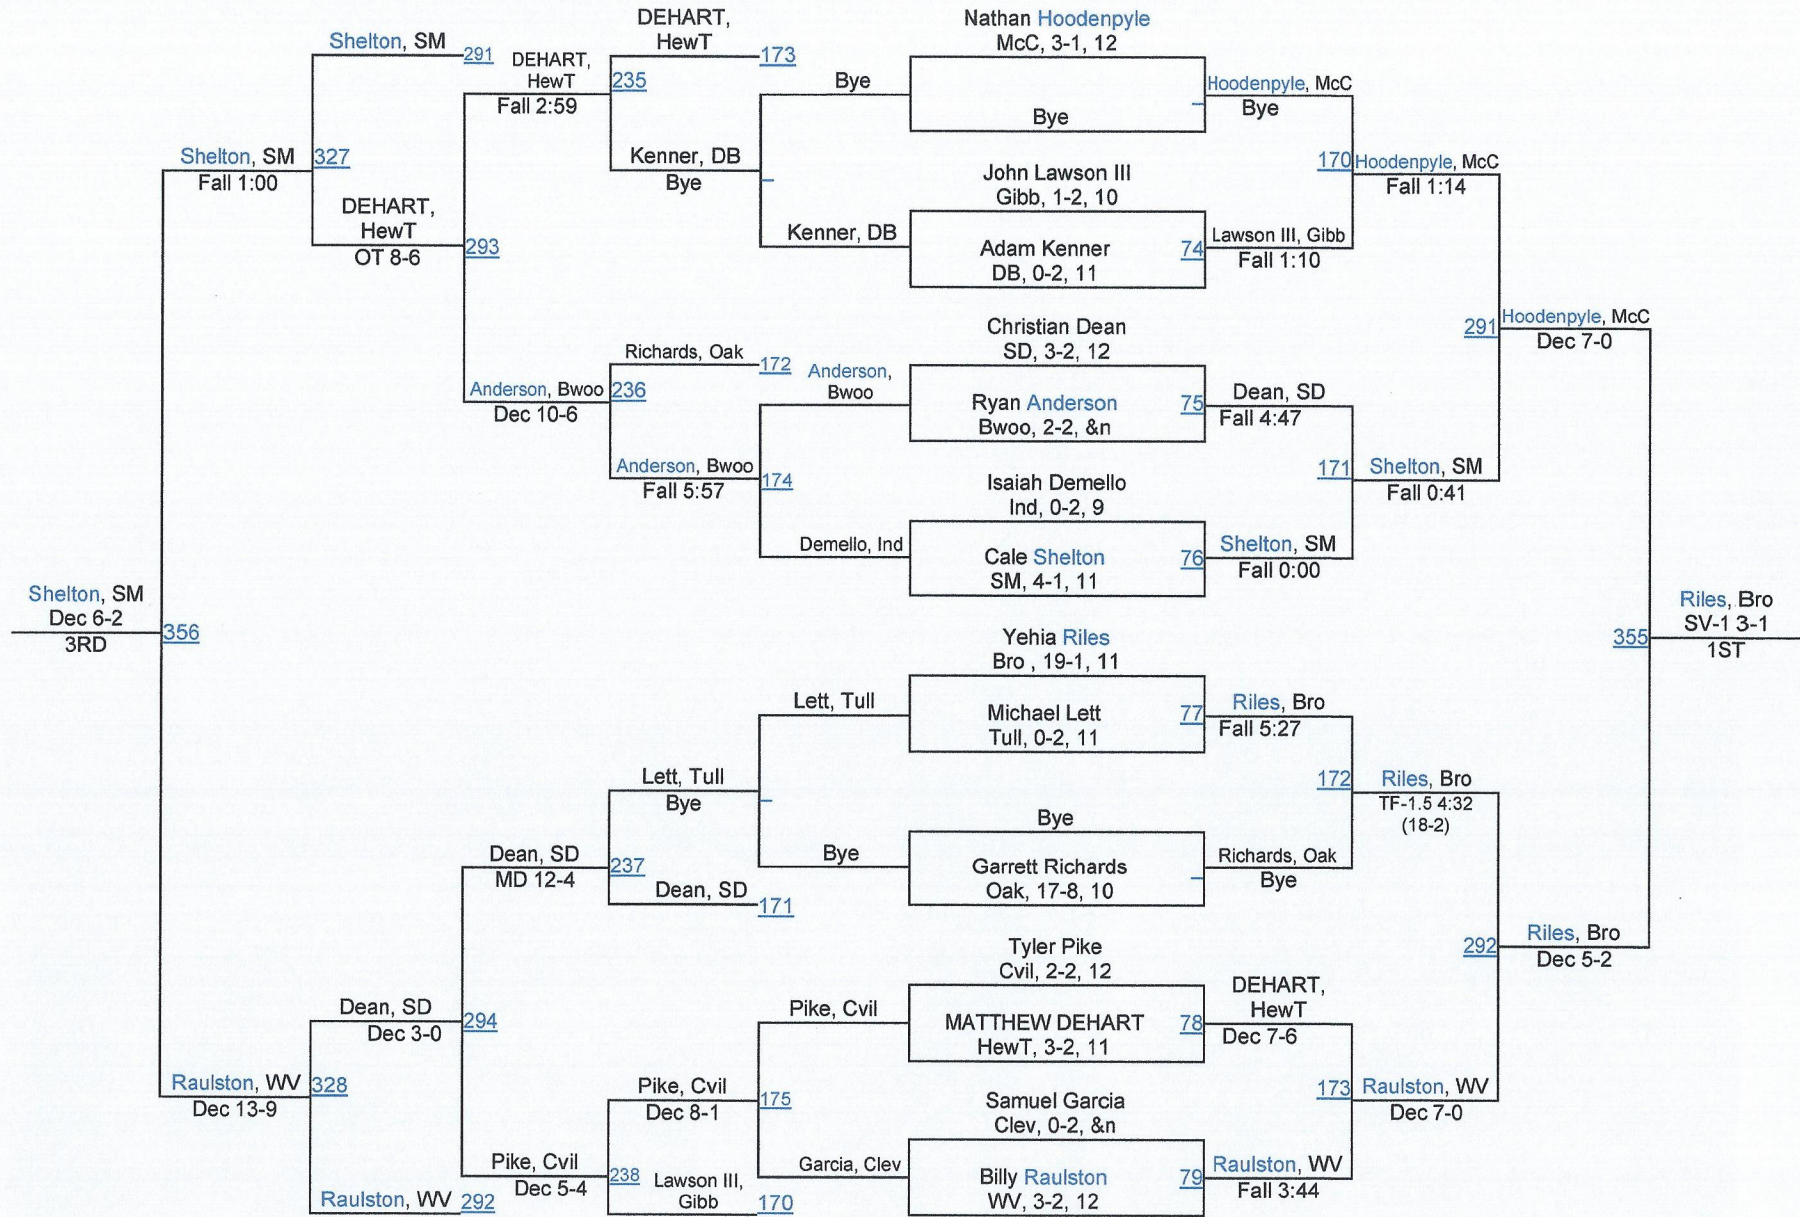 Shelton, SM
Dec 6-2
3RD
356
Shelton, SM
Fall 1:00
327
Raulston, WV
Dec 13-9
328
Shelton, SM
291
DEHART,
HewT
OT 8-6
293
Dean, SD
Dec 3-0
294
Raulston, WV
292
DEHART,
HewT
Fall 2:59
235
Anderson, Bwoo
Dec 10-6
236
Dean, SD
MD 12-4
237
Pike, Cvil
Dec 5-4
238
DEHART,
HewT
173
Kenner, DB
Bye
Richards, Oak
172
Anderson, Bwoo
Fall 5:57
174
Lett, Tull
Bye
Dean, SD
171
Pike, Cvil
Dec 8-1
175
Lawson III,
Gibb
170
Bye
Kenner, DB
Anderson,
Bwoo
Demello, Ind
Lett, Tull
Bye
Pike, Cvil
Garcia, Clev
Nathan Hoodenpyle
McC, 3-1, 12
Bye
John Lawson III
Gibb, 1-2, 10
Adam Kenner
DB, 0-2, 11
74
Christian Dean
SD, 3-2, 12
Ryan Anderson
Bwoo, 2-2, &n
75
Isaiah Demello
Ind, 0-2, 9
Cale Shelton
SM, 4-1, 11
76
Yehia Riles
Bro , 19-1, 11
Michael Lett
Tull, 0-2, 11
77
Bye
Garrett Richards
Oak, 17-8, 10
Tyler Pike
Cvil, 2-2, 12
MATTHEW DEHART
HewT, 3-2, 11
78
Samuel Garcia
Clev, 0-2, &n
Billy Raulston
WV, 3-2, 12
79
Hoodenpyle, McC
Bye
Lawson III, Gibb
Fall 1:10
Dean, SD
Fall 4:47
Shelton, SM
Fall 0:00
Riles, Bro
Fall 5:27
Richards, Oak
Bye
DEHART,
HewT
Dec 7-6
Raulston, WV
Fall 3:44
170
Hoodenpyle, McC
Fall 1:14
171
Shelton, SM
Fall 0:41
172
Riles, Bro
TF-1.5 4:32
(18-2)
173
Raulston, WV
Dec 7-0
291
Hoodenpyle, McC
Dec 7-0
292
Riles, Bro
Dec 5-2
355
Riles, Bro
SV-1 3-1
1ST